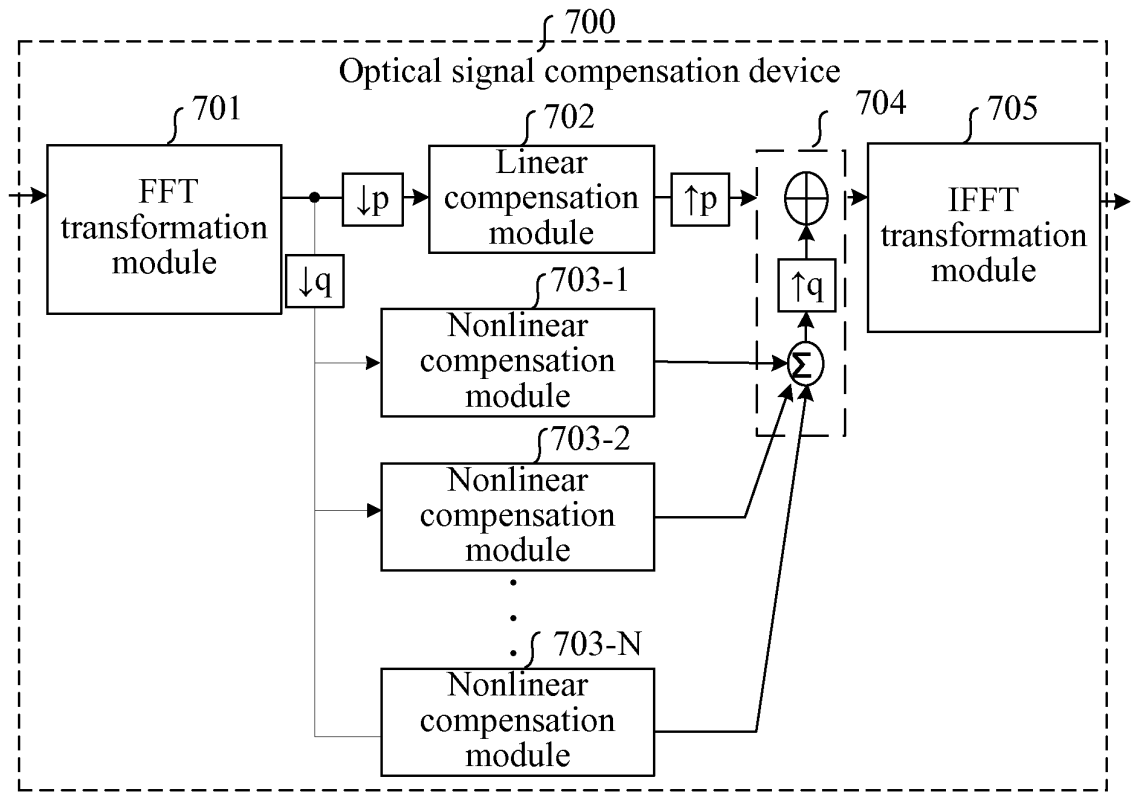 700
Optical signal compensation device
701
702
704
705
FFT
transformation
module
↓p
Linear
compensation
module
↑p
IFFT
transformation
module
↓q
↑q
703-1
Nonlinear
compensation
module
Σ
703-2
Nonlinear
compensation
module
703-N
Nonlinear
compensation
module